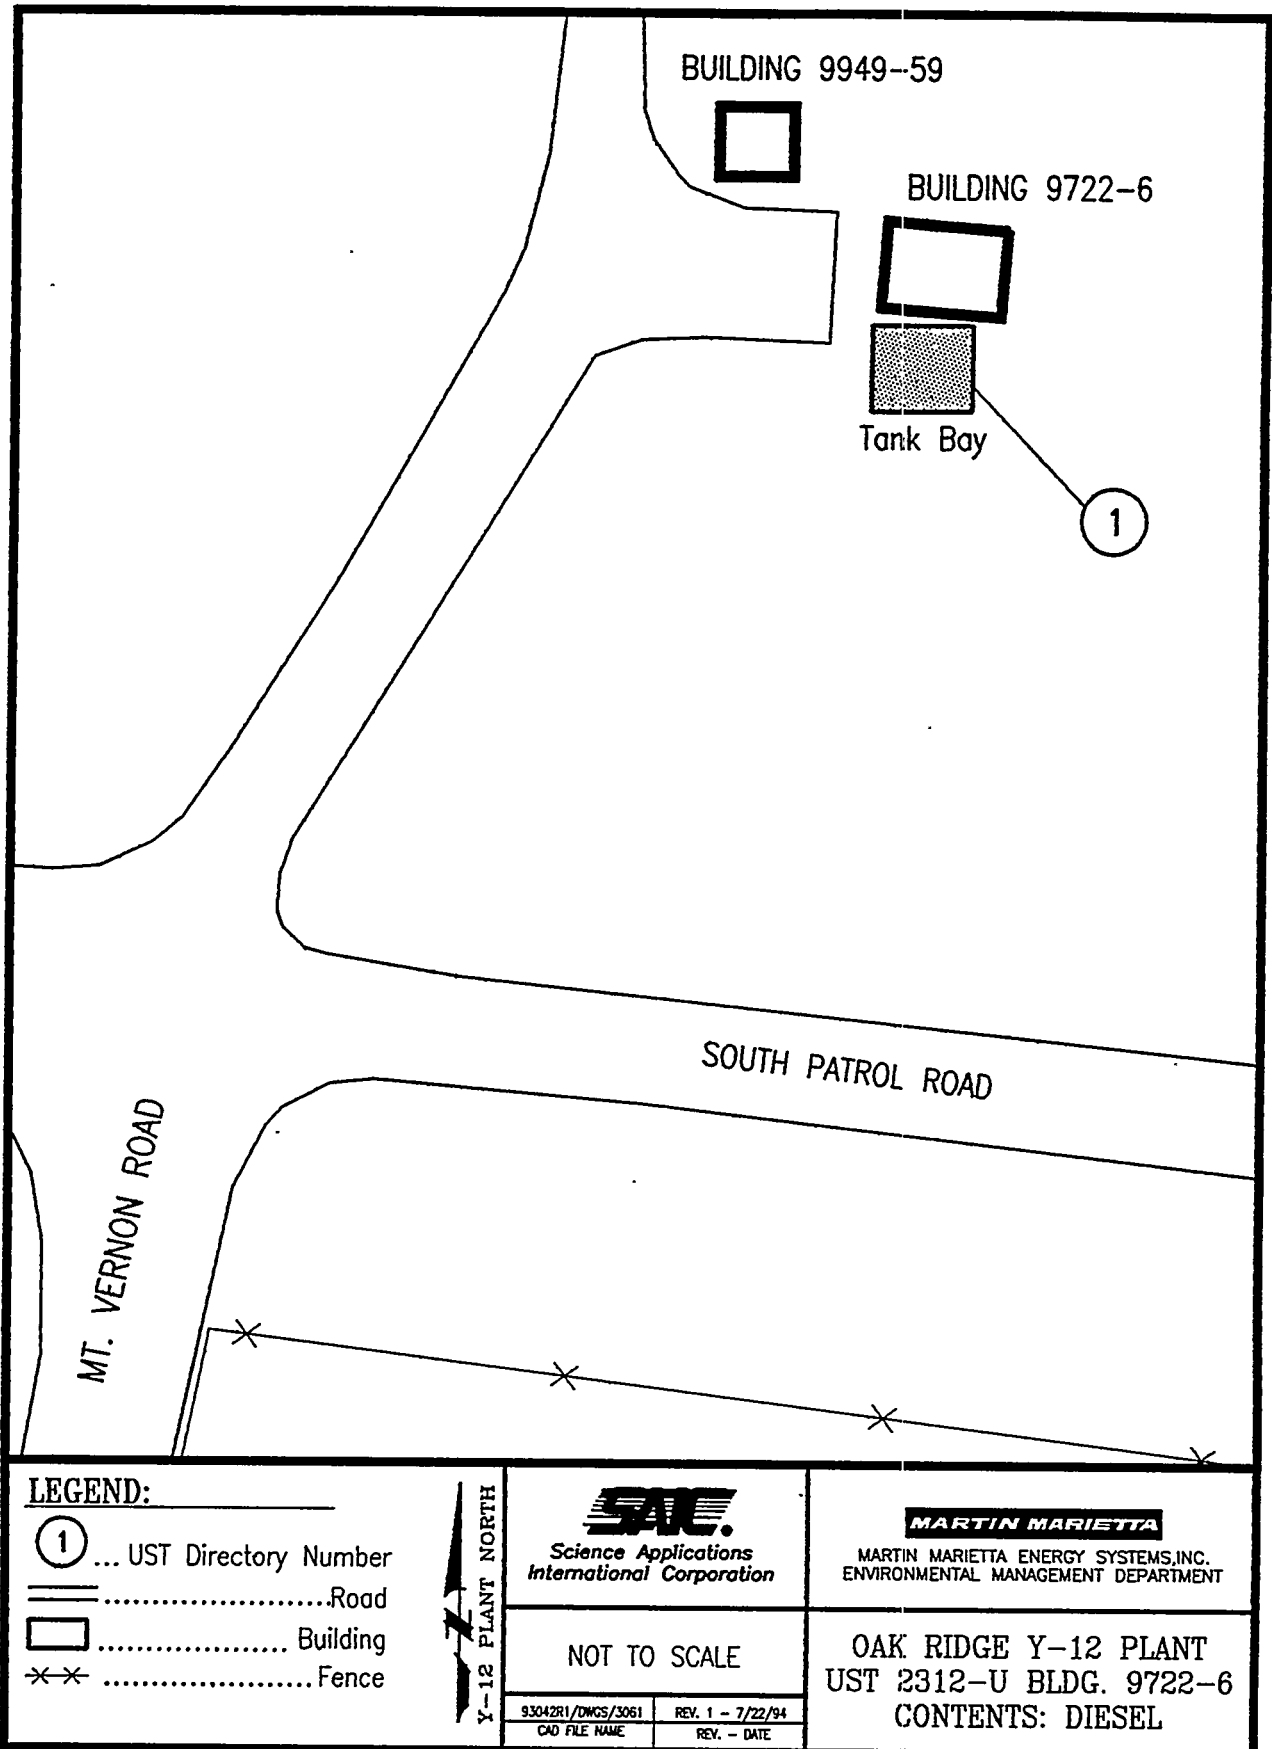 BUILDING 9949-59
BUILDING 9722-6
Tank Bay
1
SOUTH PATROL ROAD
MT. VERNON ROAD
LEGEND:
1 ... UST Directory Number
........................Road
.................... Building
...................... Fence
Y-12 PLANT NORTH
N
SAIC.
Science Applications
International Corporation
NOT TO SCALE
93042R1/DWGS/3061
CAD FILE NAME
REV. 1 - 7/22/94
REV. - DATE
MARTIN MARIETTA
MARTIN MARIETTA ENERGY SYSTEMS,INC.
ENVIRONMENTAL MANAGEMENT DEPARTMENT
OAK RIDGE Y-12 PLANT
UST 2312-U BLDG. 9722-6
CONTENTS: DIESEL